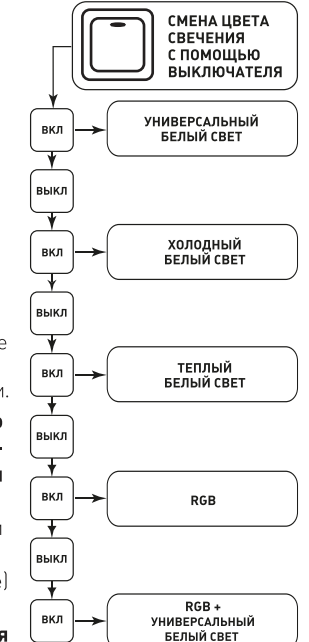 СМЕНА ЦВЕТА
СВЕЧЕНИЯ
С ПОМОЩЬЮ
ВЫКЛЮЧАТЕЛЯ
ВКЛ
УНИВЕРСАЛЬНЫЙ
БЕЛЫЙ СВЕТ
ВЫКЛ
ВКЛ
ХОЛОДНЫЙ
БЕЛЫЙ СВЕТ
ВЫКЛ
ВКЛ
ТЕПЛЫЙ
БЕЛЫЙ СВЕТ
ВЫКЛ
ВКЛ
RGB
ВЫКЛ
ВКЛ
RGB +
УНИВЕРСАЛЬНЫЙ
БЕЛЫЙ СВЕТ